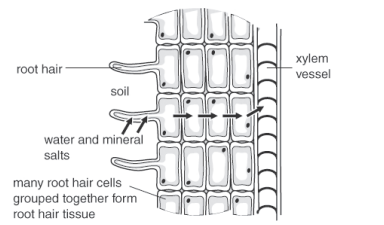 root hair
xylem
vessel
soil
water and mineral
salts
many root hair cells
grouped together form
root hair tissue